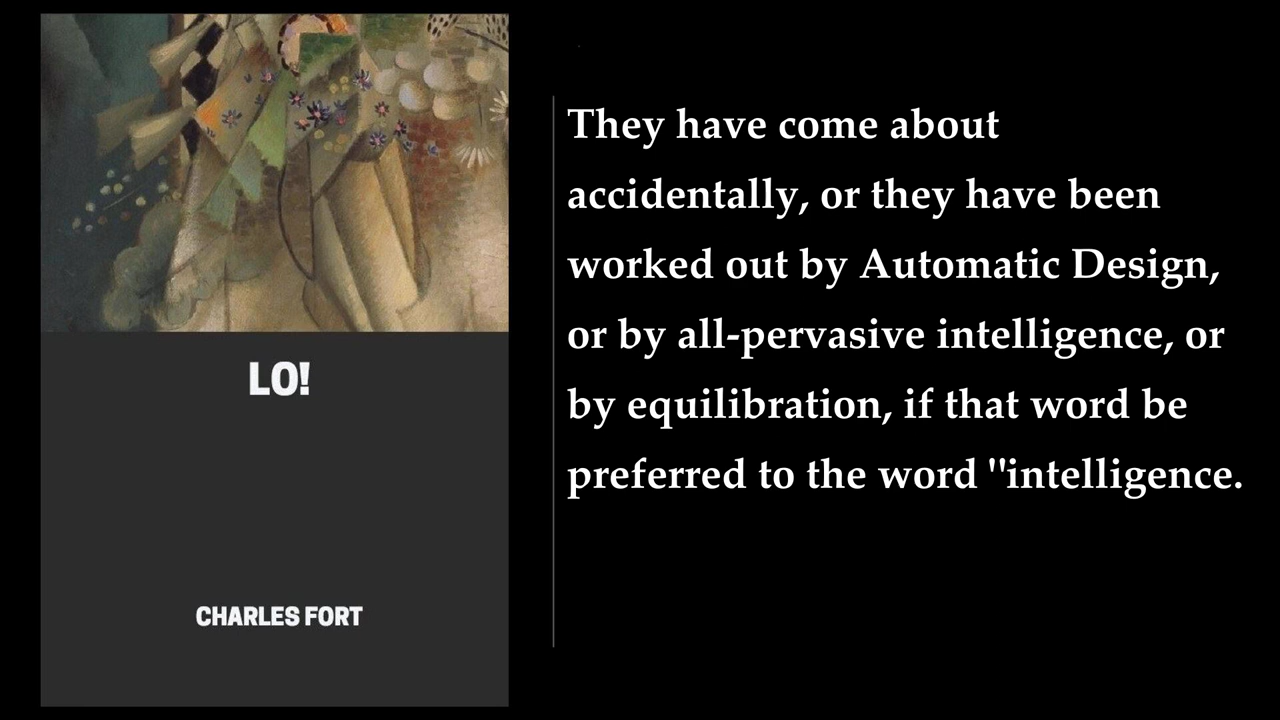 LO!
CHARLES FORT
They have come about
accidentally, or they have been
worked out by Automatic Design,
or by all-pervasive intelligence, or
by equilibration, if that word be
preferred to the word "intelligence.